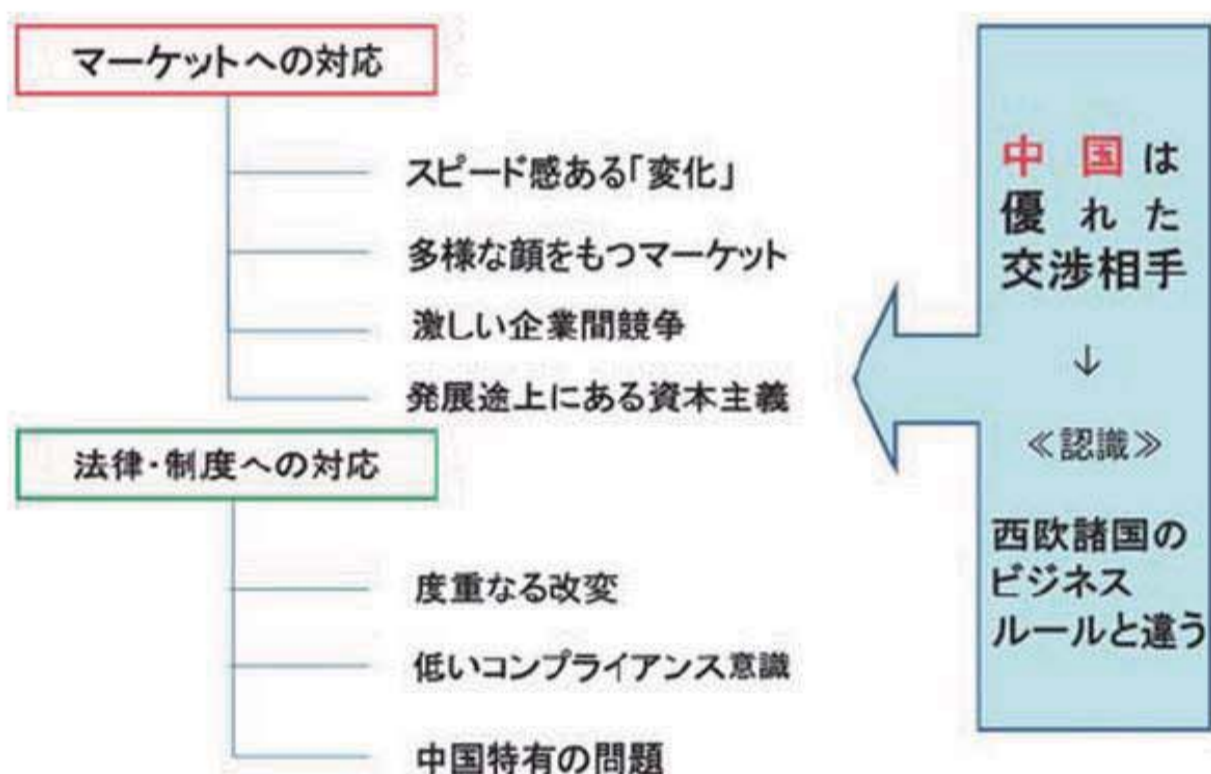 マーケットへの対応
スピード感ある「変化」
多様な顔をもつマーケット
激しい企業間競争
発展途上にある資本主義
法律・制度への対応
度重なる改変
低いコンプライアンス意識
中国特有の問題
中国は
優れた
交渉相手
↓
≪認識≫
西欧諸国の
ビジネス
ルールと違う